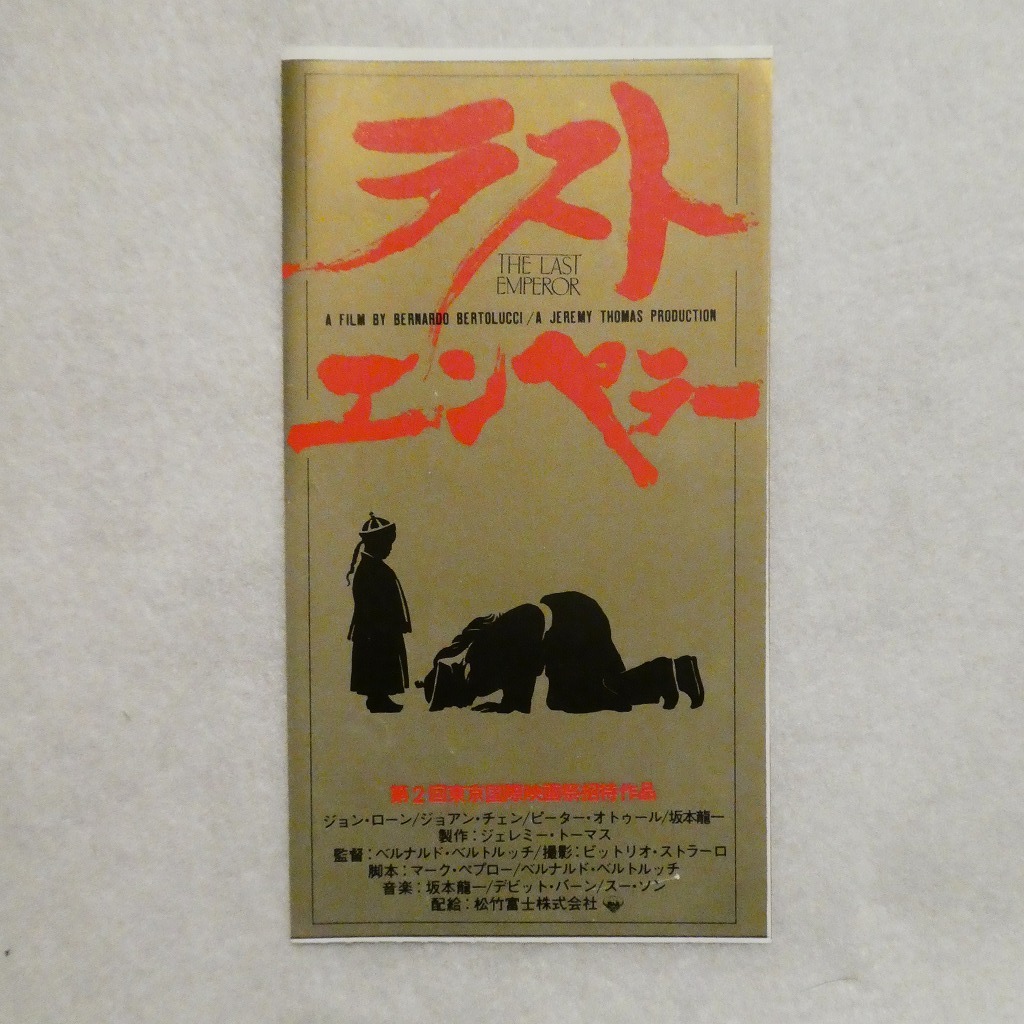 ラスト
THE LAST
EMPEROR
A FILM BY BERNARDO BERTOLUCCI/A JEREMY THOMAS PRODUCTION
エンペラー
第2回東京国際映画祭招待作品
ジョン・ローン/ジョアン・チェン/ピーター・オトゥール/坂本龍一
製作:ジェレミー・トーマス
監督:ベルナルド・ベルトルッチ/撮影:ビットリオ・ストラーロ
脚本:マーク・ペプロー/ベルナルド・ベルトルッチ
音楽:坂本龍一/デビット・バーン/スー・ソン
配給:松竹富士株式会社